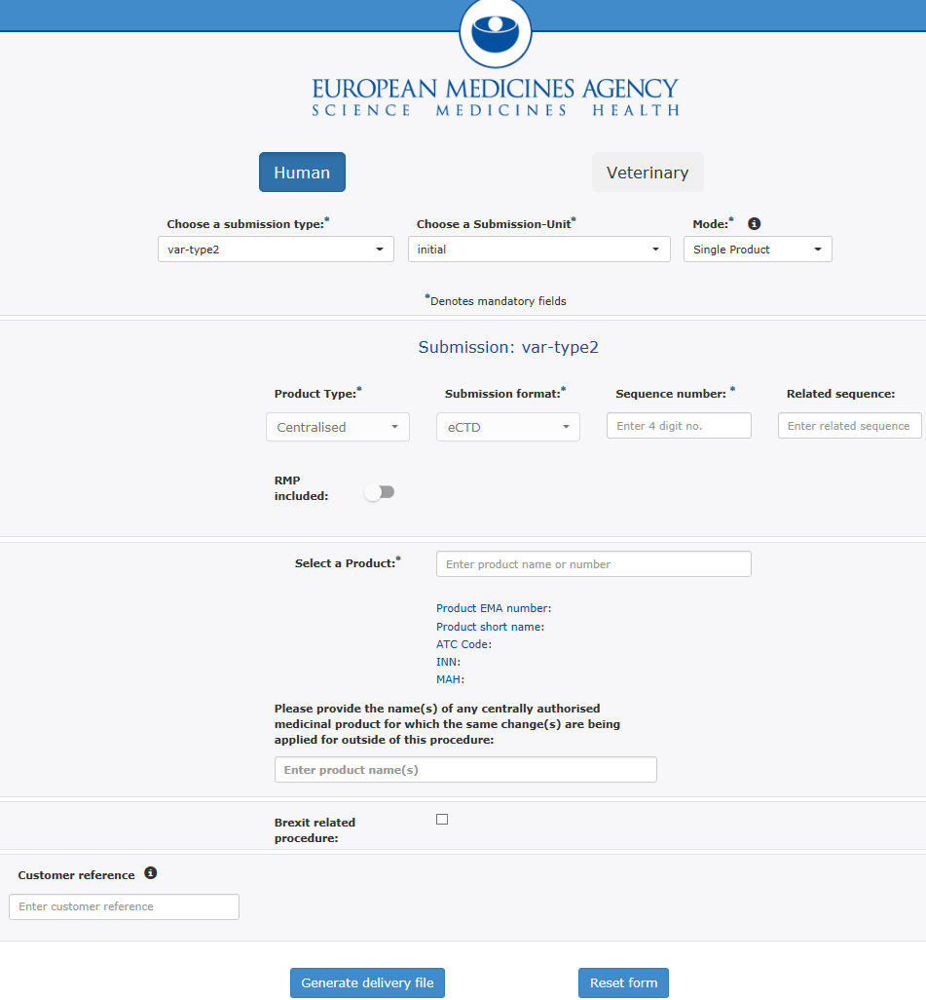 EUROPEAN MEDICINES AGENCY
SCIENCE MEDICINES HEALTH
Human Veterinary
Choose a submission type:* Choose a Submission-Unit* Mode:*
var-type2 initial Single Product
*Denotes mandatory fields
Submission: var-type2
Product Type:* Submission format:* Sequence number: * Related sequence:
Centralised eCTD Enter 4 digit no. Enter related sequence
RMP
included:
Select a Product:* Enter product name or number
Product EMA number:
Product short name:
ATC Code:
INN:
MAH:
Please provide the name(s) of any centrally authorised
medicinal product for which the same change(s) are being
applied for outside of this procedure:
Enter product name(s)
Brexit related
procedure:
Customer reference
Enter customer reference
Generate delivery file Reset form